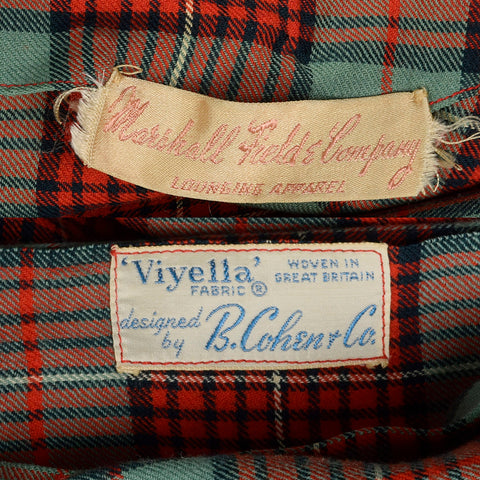 Marshall Field & Company
LOUNGING APPAREL
'Viyella' WOVEN IN
FABRIC ® GREAT BRITAIN
designed
by B. Cohen & Co.